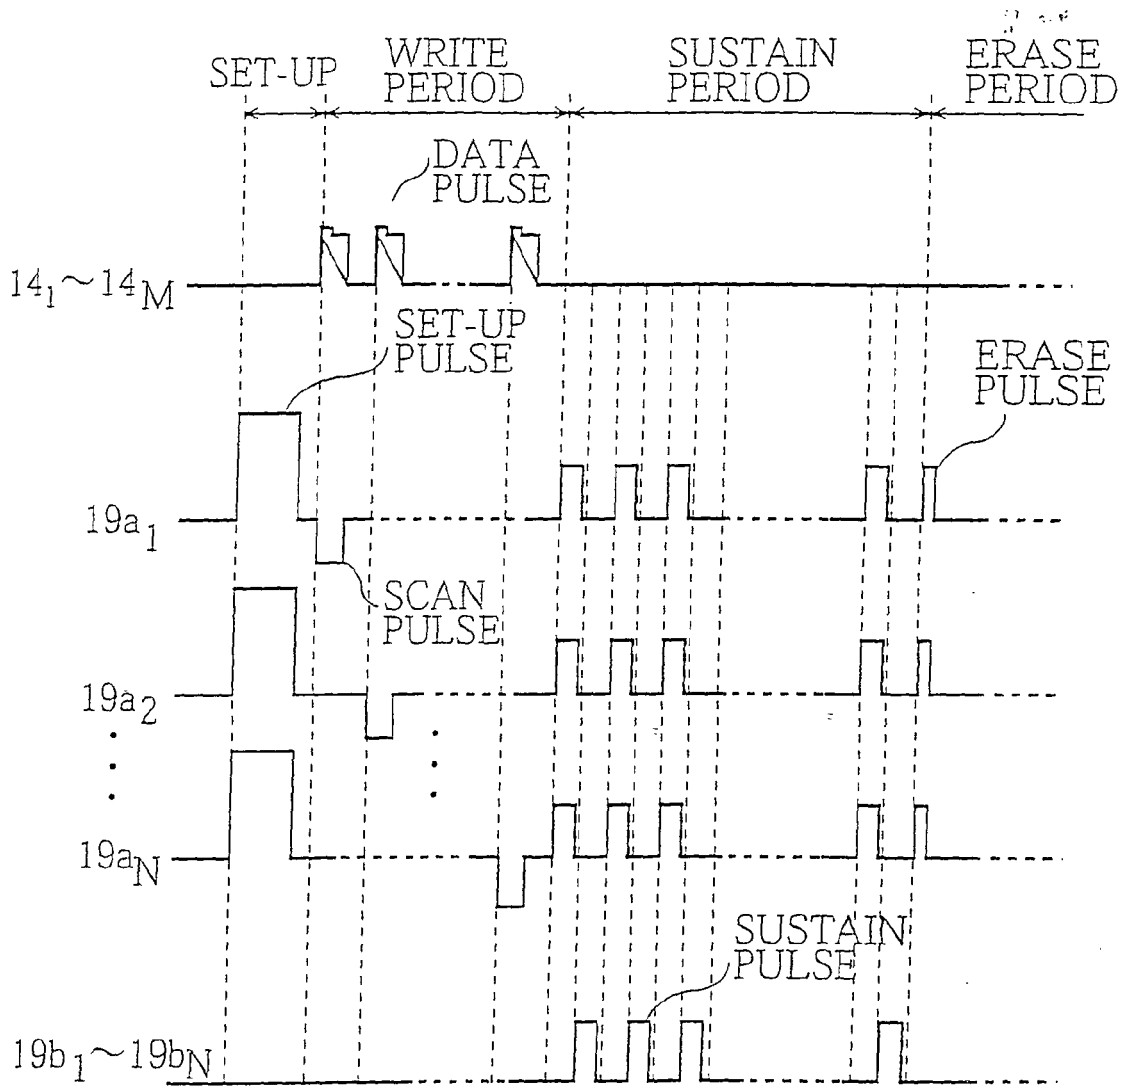 SET-UP
WRITE
PERIOD
SUSTAIN
PERIOD
ERASE
PERIOD
DATA
PULSE
14₁~14M
SET-UP
PULSE
ERASE
PULSE
19a₁
SCAN
PULSE
19a₂
19aN
SUSTAIN
PULSE
19b₁~19bN